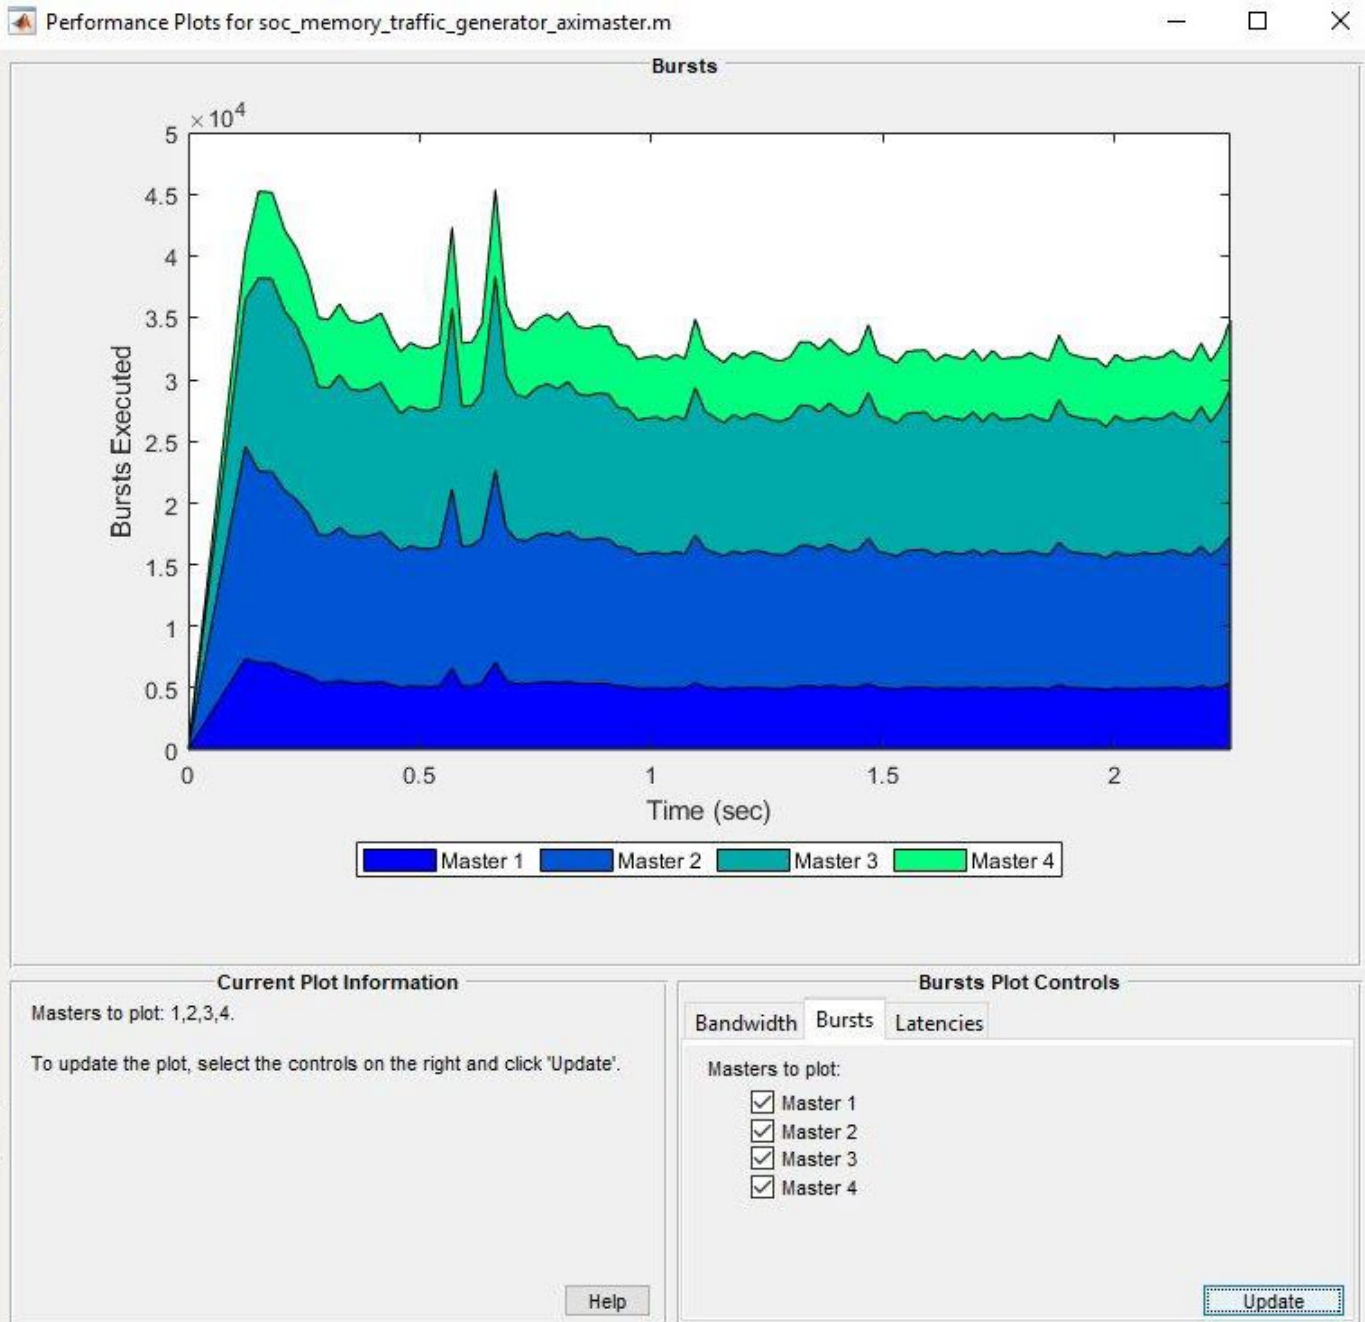 Performance Plots for soc_memory_traffic_generator_aximaster.m
Bursts
×10^4
5
4.5
4
3.5
3
2.5
2
1.5
1
0.5
0
Bursts Executed
0 0.5 1 1.5 2
Time (sec)
Master 1 Master 2 Master 3 Master 4
Current Plot Information
Masters to plot: 1,2,3,4.
To update the plot, select the controls on the right and click 'Update'.
Help
Bursts Plot Controls
Bandwidth Bursts Latencies
Masters to plot:
Master 1
Master 2
Master 3
Master 4
Update